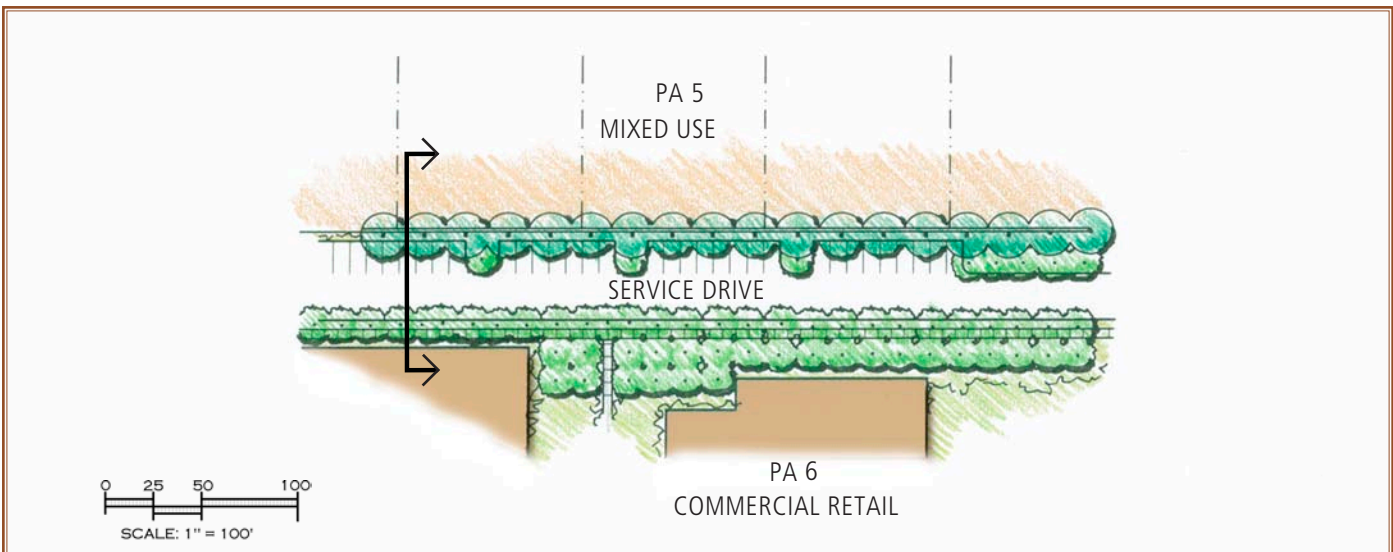 PA 5
MIXED USE
SERVICE DRIVE
PA 6
COMMERCIAL RETAIL
0 25 50 100
SCALE: 1" = 100'